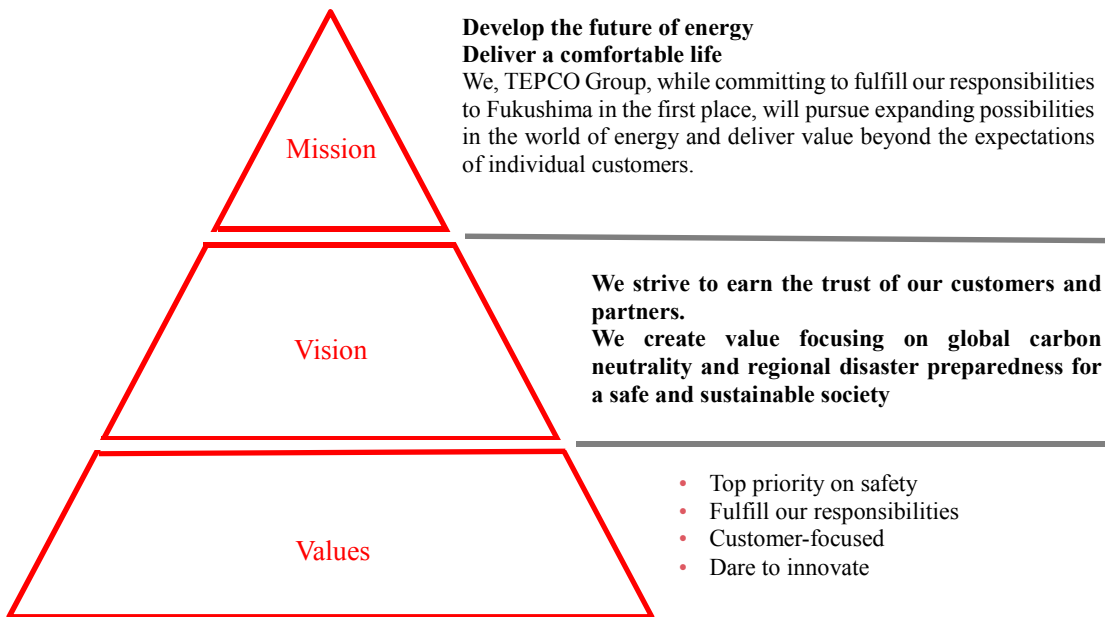 Develop the future of energy
Deliver a comfortable life
We, TEPCO Group, while committing to fulfill our responsibilities
to Fukushima in the first place, will pursue expanding possibilities
in the world of energy and deliver value beyond the expectations
of individual customers.
Mission
We strive to earn the trust of our customers and
partners.
We create value focusing on global carbon
neutrality and regional disaster preparedness for
a safe and sustainable society
Vision
• Top priority on safety
• Fulfill our responsibilities
• Customer-focused
• Dare to innovate
Values